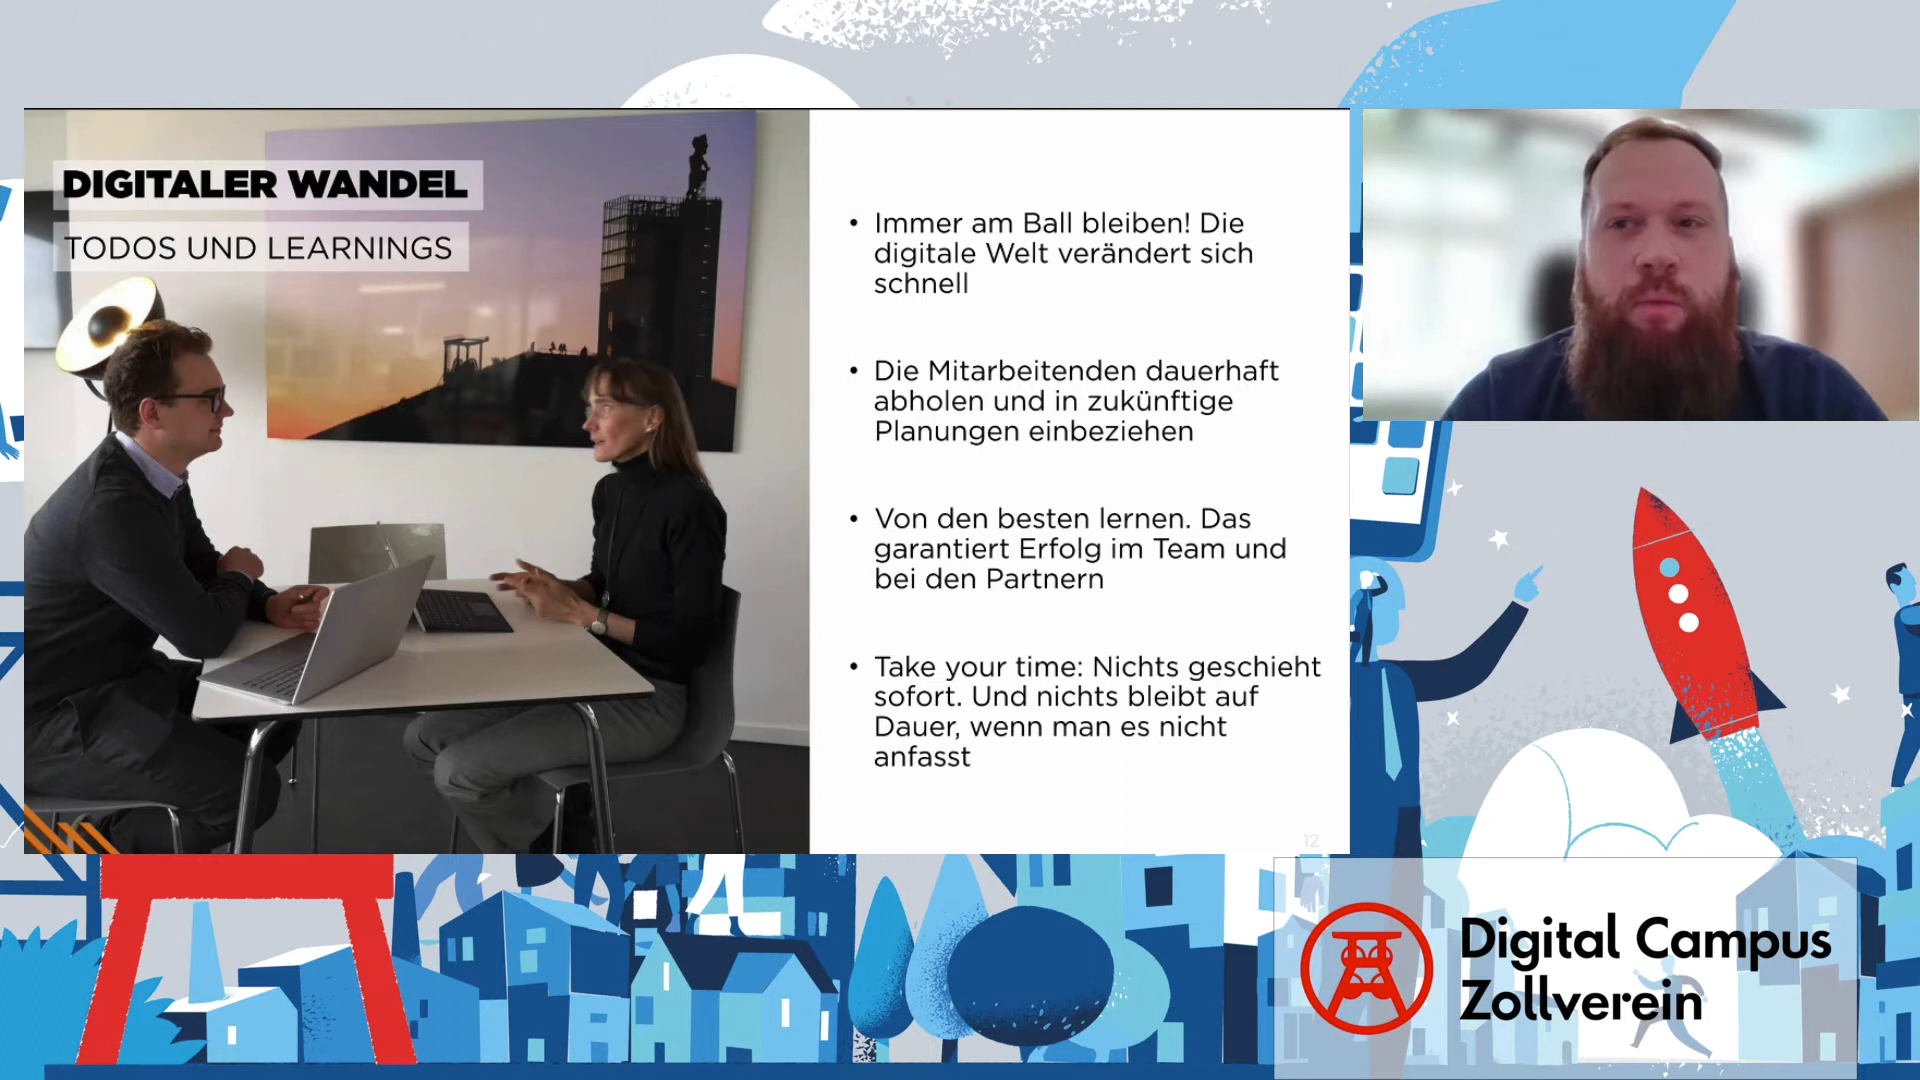 DIGITALER WANDEL
TODOS UND LEARNINGS
• Immer am Ball bleiben! Die
digitale Welt verändert sich
schnell
• Die Mitarbeitenden dauerhaft
abholen und in zukünftige
Planungen einbeziehen
• Von den besten lernen. Das
garantiert Erfolg im Team und
bei den Partnern
• Take your time: Nichts geschieht
sofort. Und nichts bleibt auf
Dauer, wenn man es nicht
anfasst
12
Digital Campus
Zollverein